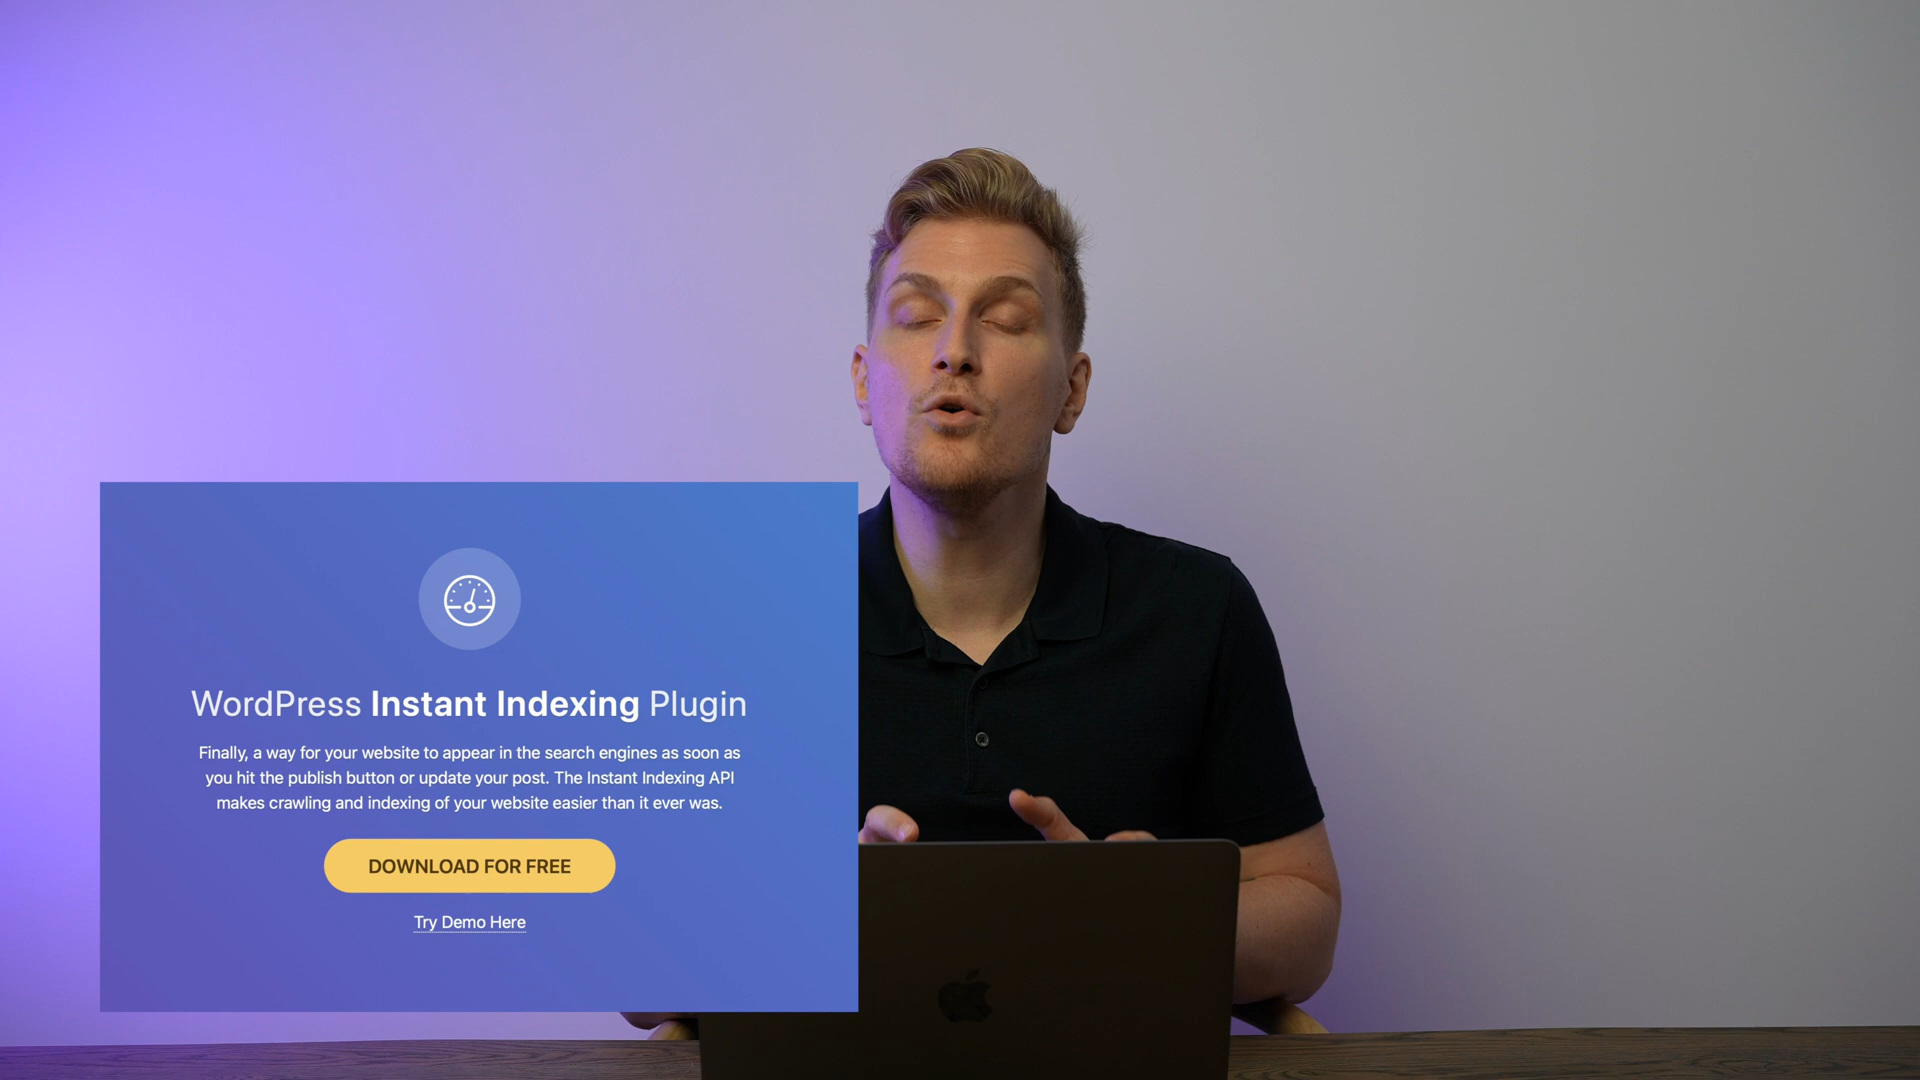 WordPress Instant Indexing Plugin
Finally, a way for your website to appear in the search engines as soon as
you hit the publish button or update your post. The Instant Indexing API
makes crawling and indexing of your website easier than it ever was.
DOWNLOAD FOR FREE
Try Demo Here